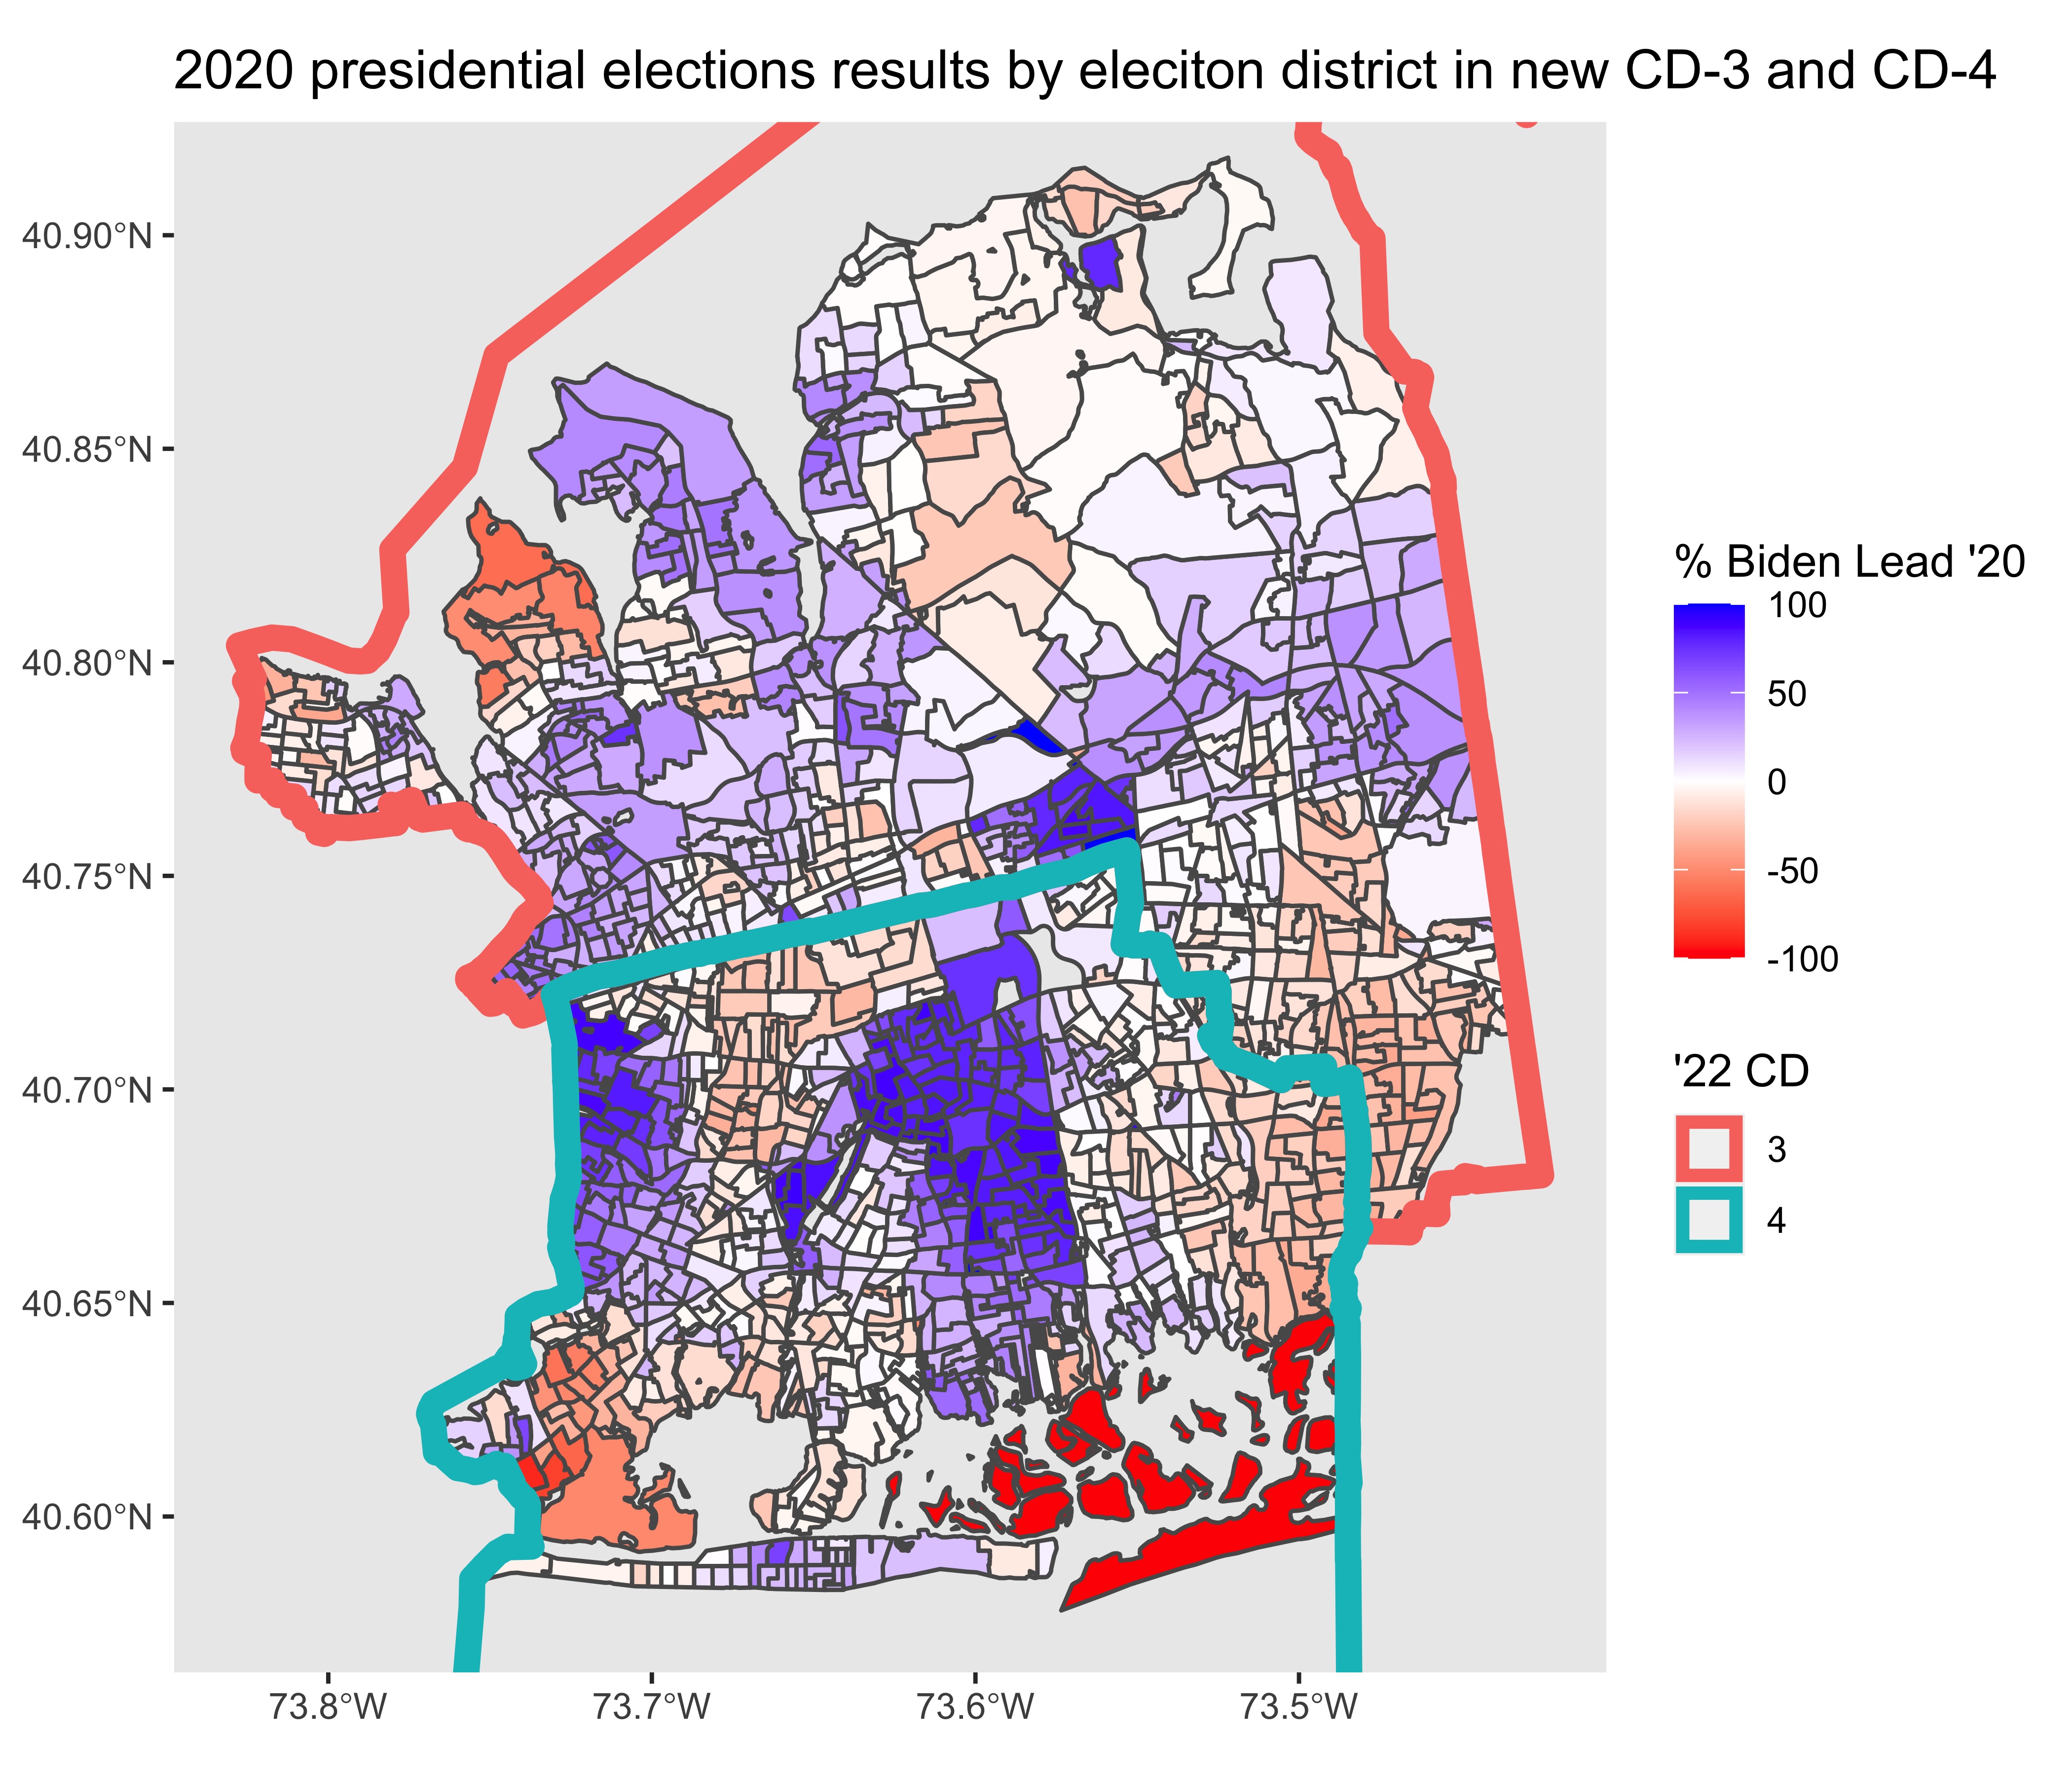 2020 presidential elections results by eleciton district in new CD-3 and CD-4
40.90°N
40.85°N
40.80°N
40.75°N
40.70°N
40.65°N
40.60°N
73.8°W
73.7°W
73.6°W
73.5°W
% Biden Lead '20
100
50
0
-50
-100
'22 CD
3
4